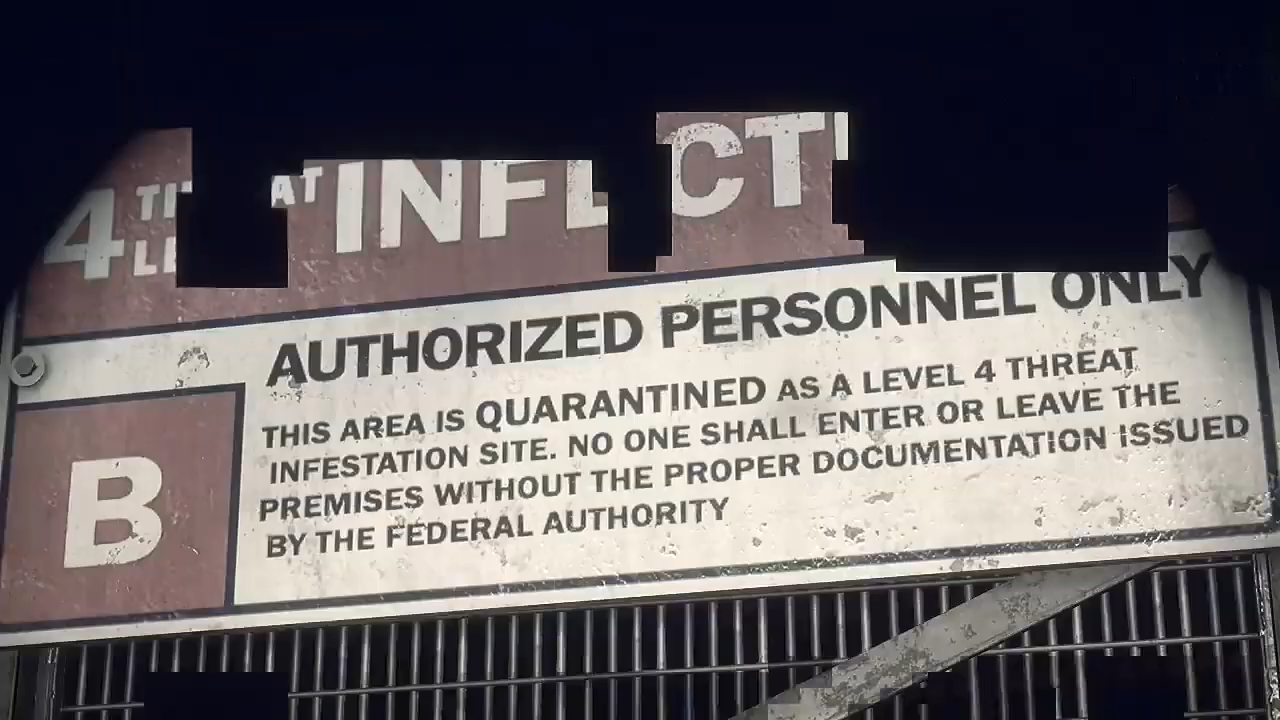 4
AUTHORIZED PERSONNEL ONLY
THIS AREA IS QUARANTINED AS A LEVEL 4 THREAT
INFESTATION SITE. NO ONE SHALL ENTER OR LEAVE THE
PREMISES WITHOUT THE PROPER DOCUMENTATION ISSUED
BY THE FEDERAL AUTHORITY
B